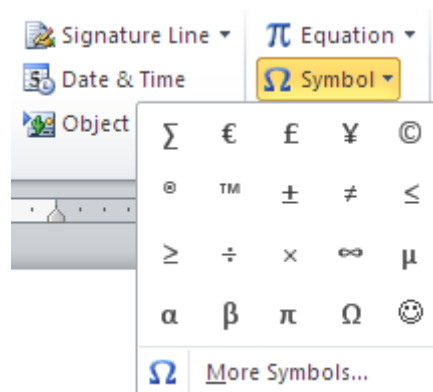 Signature Line
π Equation
Date & Time
Ω Symbol
Object
∑ € £ ¥ ©
® ™ ± ≠ ≤
≥ ÷ × ∞ µ
α β π Ω ☺
Ω More Symbols...